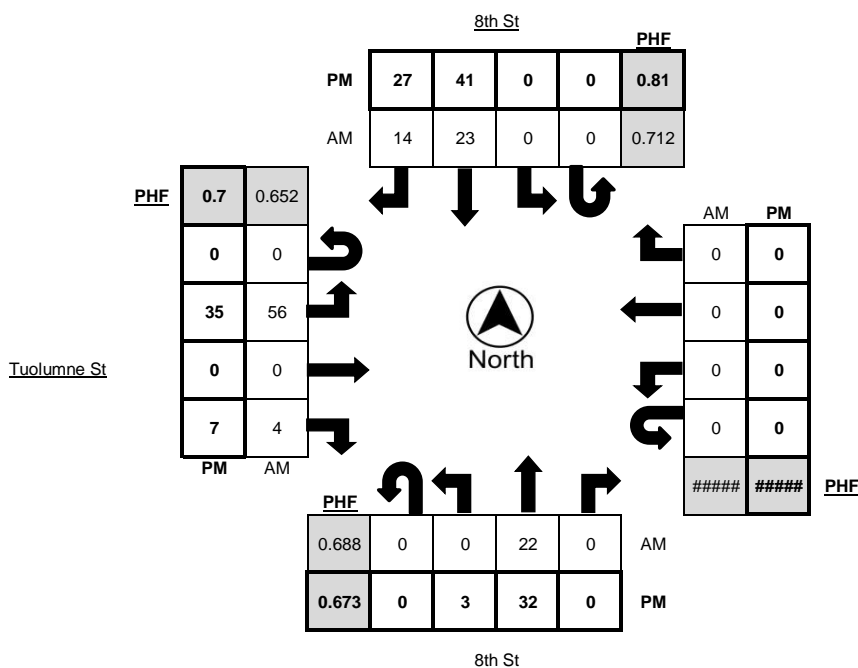 8th St
PHF
PM 27 41 0 0 0.81
AM 14 23 0 0 0.712
PHF 0.7 0.652
AM PM
0 0
0 0
35 56
0 0
North
Tuolumne St
0 0
0 0
7 4
0 0
PM AM
##### ##### PHF
PHF
0.688 0 0 22 0 AM
0.673 0 3 32 0 PM
8th St